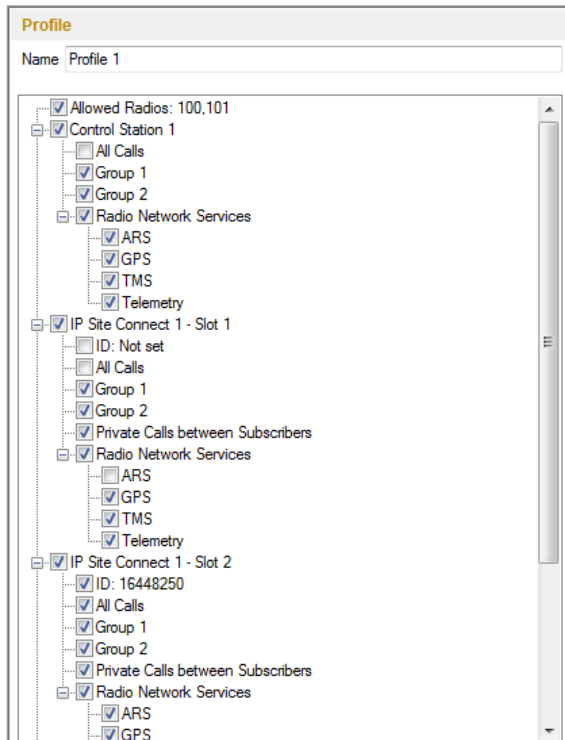 Profile
Name Profile 1
Allowed Radios: 100,101
Control Station 1
All Calls
Group 1
Group 2
Radio Network Services
ARS
GPS
TMS
Telemetry
IP Site Connect 1 - Slot 1
ID: Not set
All Calls
Group 1
Group 2
Private Calls between Subscribers
Radio Network Services
ARS
GPS
TMS
Telemetry
IP Site Connect 1 - Slot 2
ID: 16448250
All Calls
Group 1
Group 2
Private Calls between Subscribers
Radio Network Services
ARS
GPS